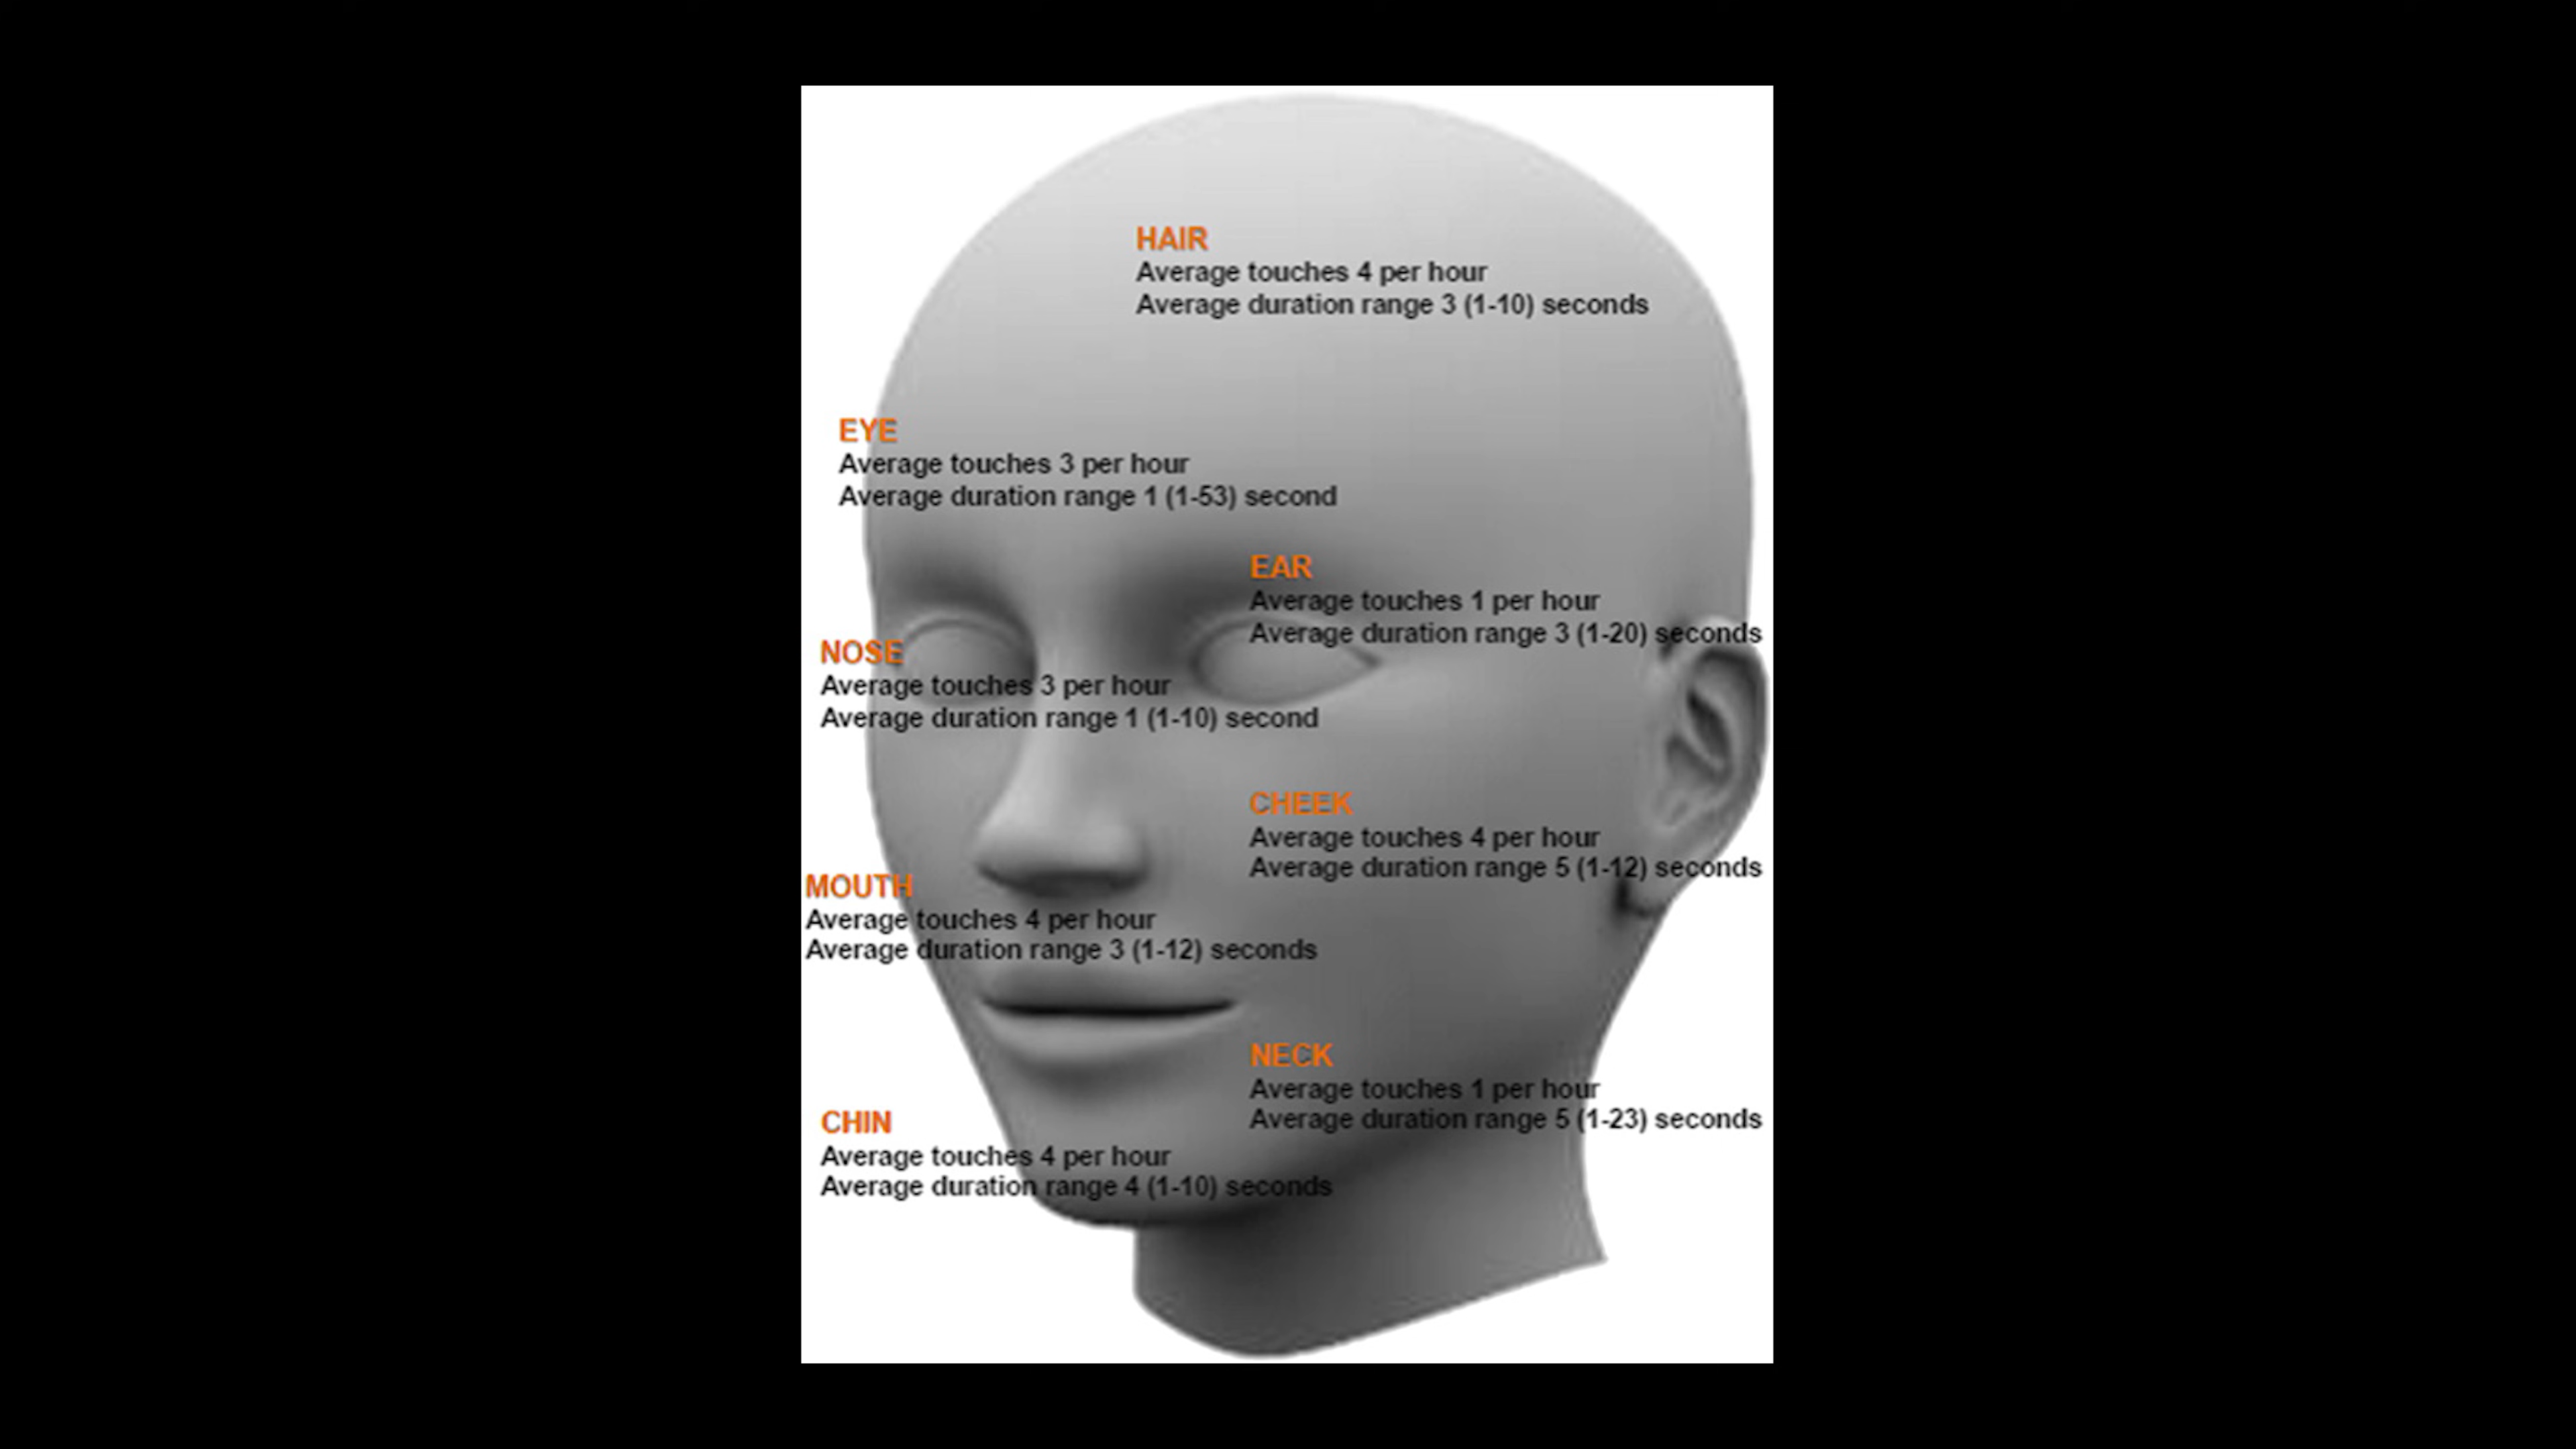 HAIR
Average touches 4 per hour
Average duration range 3 (1-10) seconds
EYE
Average touches 3 per hour
Average duration range 1 (1-53) second
EAR
Average touches 1 per hour
Average duration range 3 (1-20) seconds
NOSE
Average touches 3 per hour
Average duration range 1 (1-10) second
CHEEK
Average touches 4 per hour
Average duration range 5 (1-12) seconds
MOUTH
Average touches 4 per hour
Average duration range 3 (1-12) seconds
NECK
Average touches 1 per hour
Average duration range 5 (1-23) seconds
CHIN
Average touches 4 per hour
Average duration range 4 (1-10) seconds